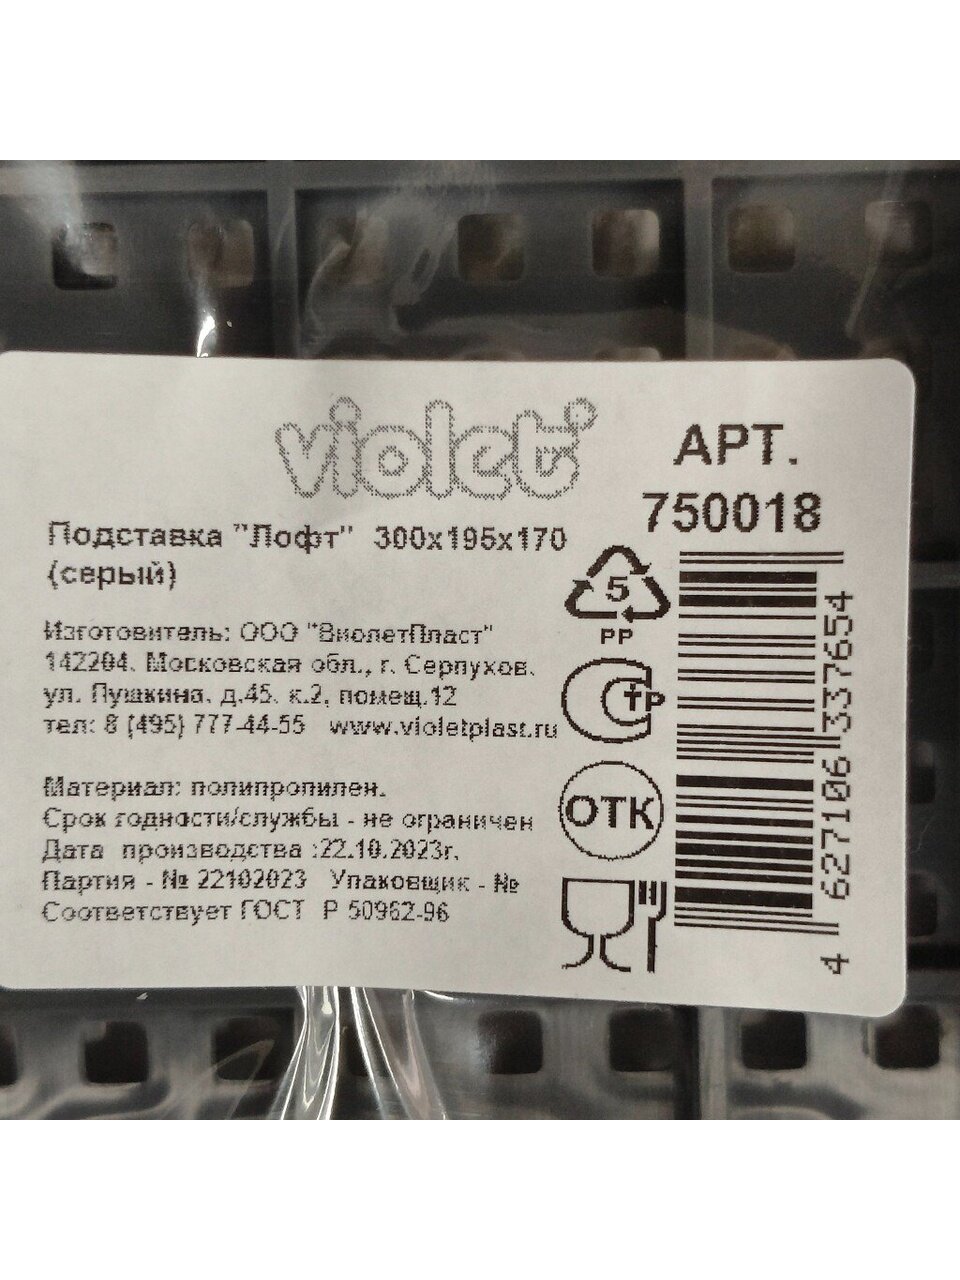 violet
АРТ.
750018
Подставка "Лофт" 300x195x170
(серый)
Изготовитель: ООО "ВиолетПласт"
142204, Московская обл., г. Серпухов,
ул. Пушкина, д.45, к.2, помещ.12
тел: 8 (495) 777-44-55 www.violetplast.ru
Материал: полипропилен.
Срок годности/службы - не ограничен
Дата производства :22.10.2023г.
Партия - № 22102023 Упаковщик - №
Соответствует ГОСТ Р 50962-96
5
PP
СТР
ОТК
4 627106 337654